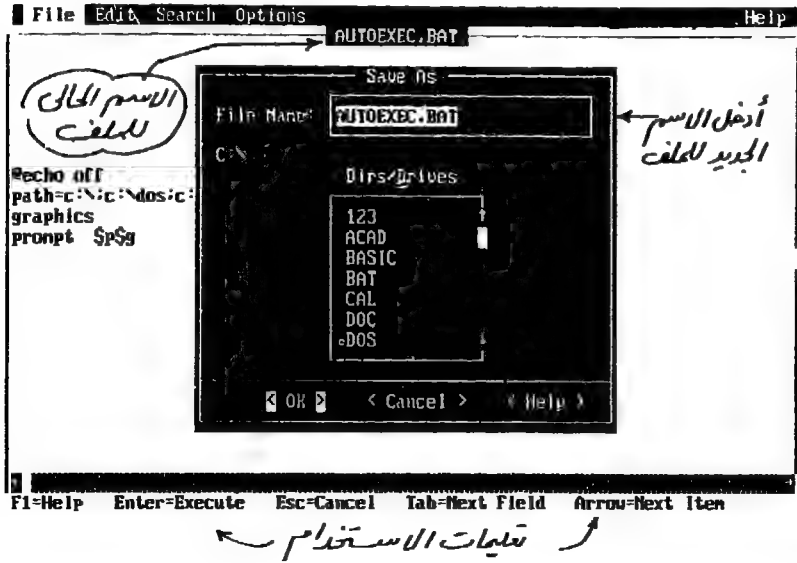 File Edit Search Options Help
AUTOEXEC.BAT
Save As
الاسم الحالى
للملف
File Name:
AUTOEXEC.BAT
أدخل الاسم
الجديد للملف
C:\
Dirs/Drives
@echo off
path=c:\;c:\dos;c:
graphics
prompt $p$g
123
ACAD
BASIC
BAT
CAL
DOC
DOS
< OK > < Cancel > < Help >
F1=Help Enter=Execute Esc=Cancel Tab=Next Field Arrow=Next Item
تعليمات الاستخدام